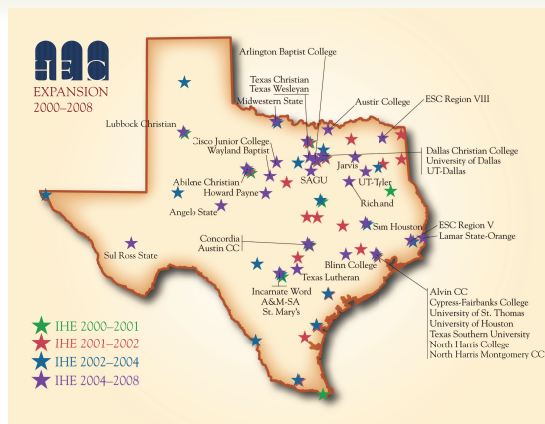 IEC
EXPANSION
2000–2008
Arlington Baptist College
Texas Christian
Texas Wesleyan
Midwestern State
Austir College
ESC Region VIII
Lubbock Christian
Cisco Junior College
Wayland Baptist
Dallas Christian College
University of Dallas
UT-Dallas
Jarvis
SAGU
UT-Tyler
Abilene Christian
Howard Payne
Richland
Angelo State
Sam Houston
ESC Region V
Lamar State-Orange
Concordia
Austin CC
Sul Ross State
Blinn College
Texas Lutheran
Incarnate Word
A&M-SA
St. Mary's
Alvin CC
Cypress-Fairbanks College
University of St. Thomas
University of Houston
Texas Southern University
North Harris College
North Harris Montgomery CC
IHE 2000–2001
IHE 2001–2002
IHE 2002–2004
IHE 2004–2008